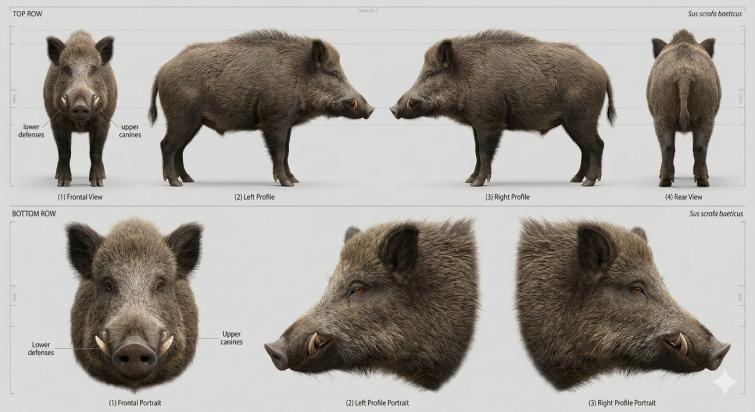 TOP ROW
Sus scrofa baeticus
lower
defenses
upper
canines
(1) Frontal View
(2) Left Profile
(3) Right Profile
(4) Rear View
BOTTOM ROW
Sus scrofa baeticus
Lower
defenses
Upper
canines
(1) Frontal Portrait
(2) Left Profile Portrait
(3) Right Profile Portrait